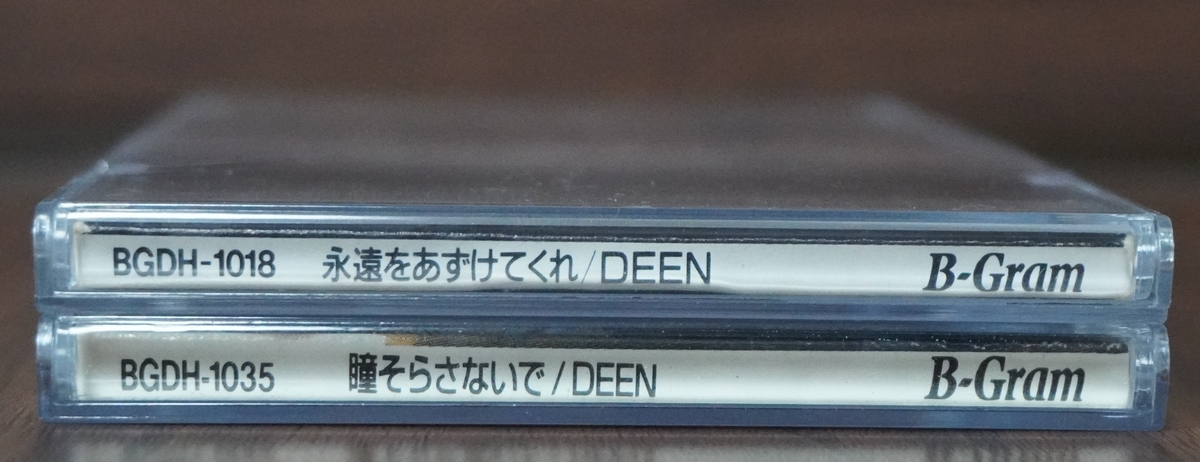 BGDH-1018 永遠をあずけてくれ/DEEN B-Gram
BGDH-1035 瞳そらさないで/DEEN B-Gram